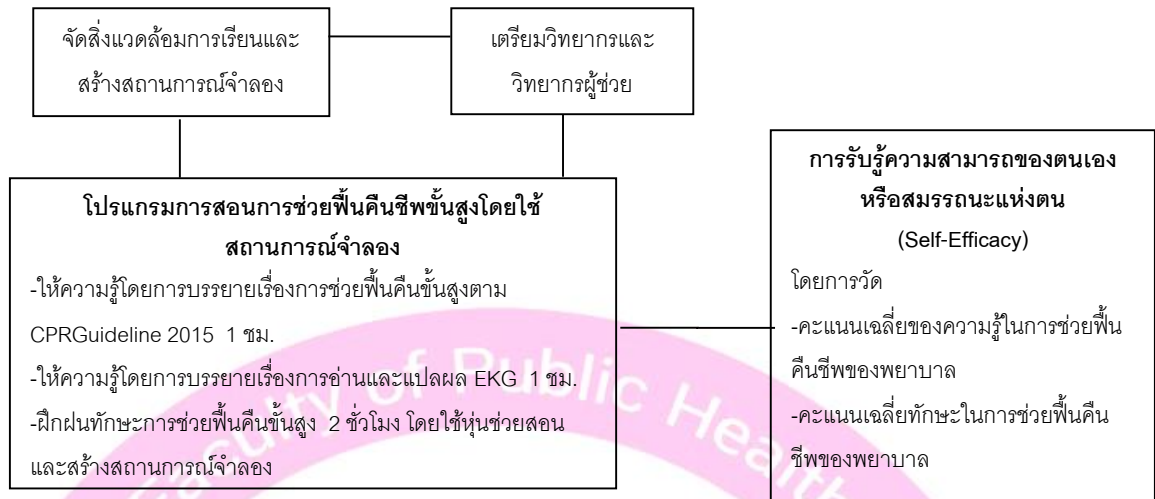 จัดสิ่งแวดล้อมการเรียนและ
สร้างสถานการณ์จำลอง
เตรียมวิทยากรและ
วิทยากรผู้ช่วย
โปรแกรมการสอนการช่วยฟื้นคืนชีพขั้นสูงโดยใช้
สถานการณ์จำลอง
-ให้ความรู้โดยการบรรยายเรื่องการช่วยฟื้นคืนขั้นสูงตาม
CPRGuideline 2015 1 ชม.
-ให้ความรู้โดยการบรรยายเรื่องการอ่านและแปลผล EKG 1 ชม.
-ฝึกฝนทักษะการช่วยฟื้นคืนขั้นสูง 2 ชั่วโมง โดยใช้หุ่นช่วยสอน
และสร้างสถานการณ์จำลอง
การรับรู้ความสามารถของตนเอง
หรือสมรรถนะแห่งตน
(Self-Efficacy)
โดยการวัด
-คะแนนเฉลี่ยของความรู้ในการช่วยฟื้น
คืนชีพของพยาบาล
-คะแนนเฉลี่ยทักษะในการช่วยฟื้นคืน
ชีพของพยาบาล
Faculty of Public Health